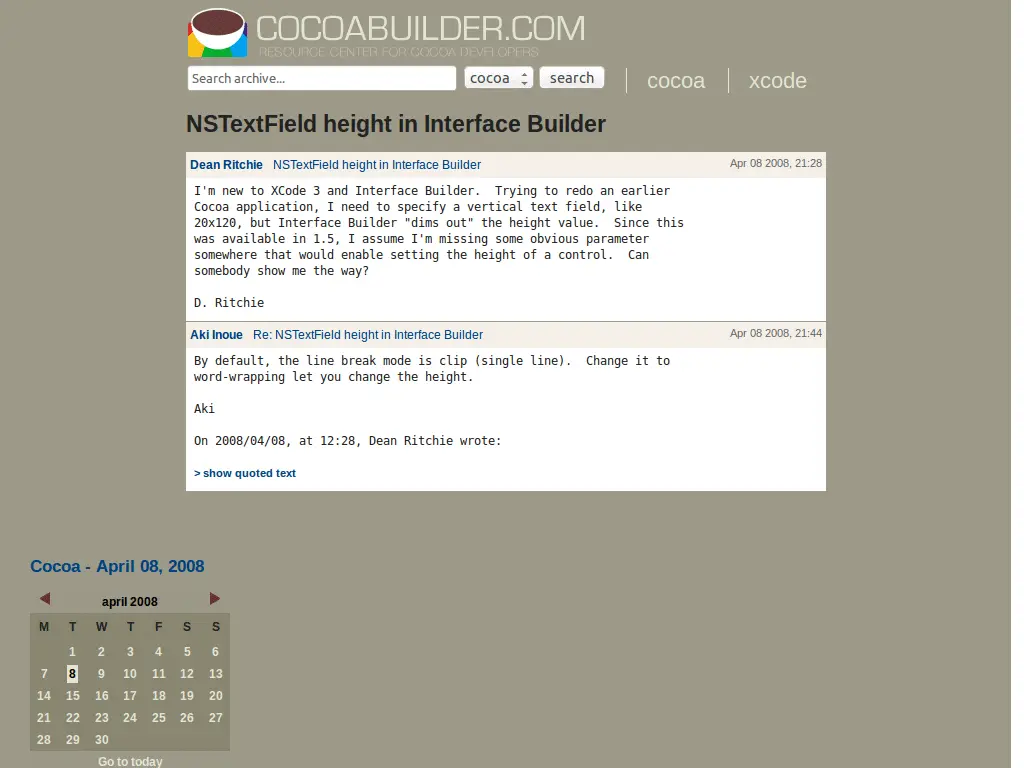 COCOABUILDER.COM
RESOURCE CENTER FOR COCOA DEVELOPERS
Search archive... cocoa search cocoa xcode
NSTextField height in Interface Builder
Dean Ritchie NSTextField height in Interface Builder Apr 08 2008, 21:28
I'm new to XCode 3 and Interface Builder.  Trying to redo an earlier
Cocoa application, I need to specify a vertical text field, like
20x120, but Interface Builder "dims out" the height value.  Since this
was available in 1.5, I assume I'm missing some obvious parameter
somewhere that would enable setting the height of a control.  Can
somebody show me the way?
D. Ritchie
Aki Inoue Re: NSTextField height in Interface Builder Apr 08 2008, 21:44
By default, the line break mode is clip (single line).  Change it to
word-wrapping let you change the height.
Aki
On 2008/04/08, at 12:28, Dean Ritchie wrote:
> show quoted text
Cocoa - April 08, 2008
april 2008
M T W T F S S
1 2 3 4 5 6
7 8 9 10 11 12 13
14 15 16 17 18 19 20
21 22 23 24 25 26 27
28 29 30
Go to today